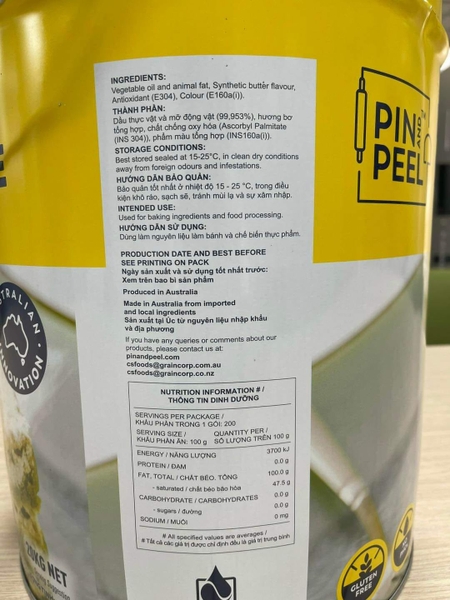 INGREDIENTS:
Vegetable oil and animal fat, Synthetic butter flavour,
Antioxidant (E304), Colour (E160a(i)).
THÀNH PHẦN:
Dầu thực vật và mỡ động vật (99,953%), hương bơ
tổng hợp, chất chống oxy hóa (Ascorbyl Palmitate
(INS 304)), phẩm màu tổng hợp (INS160a(i)).
STORAGE CONDITIONS:
Best stored sealed at 15-25°C, in clean dry conditions
away from foreign odours and infestations.
HƯỚNG DẪN BẢO QUẢN:
Bảo quản tốt nhất ở nhiệt độ 15 - 25 °C, trong điều
kiện khô ráo, sạch sẽ, tránh mùi lạ và sự xâm nhập.
INTENDED USE:
Used for baking ingredients and food processing.
HƯỚNG DẪN SỬ DỤNG:
Dùng làm nguyên liệu làm bánh và chế biến thực phẩm.
PRODUCTION DATE AND BEST BEFORE
SEE PRINTING ON PACK
Ngày sản xuất và sử dụng tốt nhất trước:
Xem trên bao bì sản phẩm
Produced in Australia
Made in Australia from imported
and local ingredients
Sản xuất tại Úc từ nguyên liệu nhập khẩu
và địa phương
If you have any queries or comments about our
products, please contact us at:
pinandpeel.com
csfoods@graincorp.com.au
csfoods@graincorp.co.nz
NUTRITION INFORMATION # /
THÔNG TIN DINH DƯỠNG
SERVINGS PER PACKAGE /
KHẨU PHẦN TRONG 1 GÓI: 200
SERVING SIZE / QUANTITY PER /
KHẨU PHẦN ĂN: 100 g SỐ LƯỢNG TRÊN 100 g
ENERGY / NĂNG LƯỢNG 3700 kJ
PROTEIN / ĐẠM 0.0 g
FAT, TOTAL / CHẤT BÉO, TỔNG 100.0 g
- saturated / chất béo bão hòa 47.5 g
CARBOHYDRATE / CARBOHYDRATES 0.0 g
- sugars / đường 0.0 g
SODIUM / MUỐI 0 mg
# All specified values are averages /
# Tất cả các giá trị được chỉ định đều là giá trị trung bình
PIN
AND
PEEL
INNOVATION
20KG NET
GLUTEN
FREE